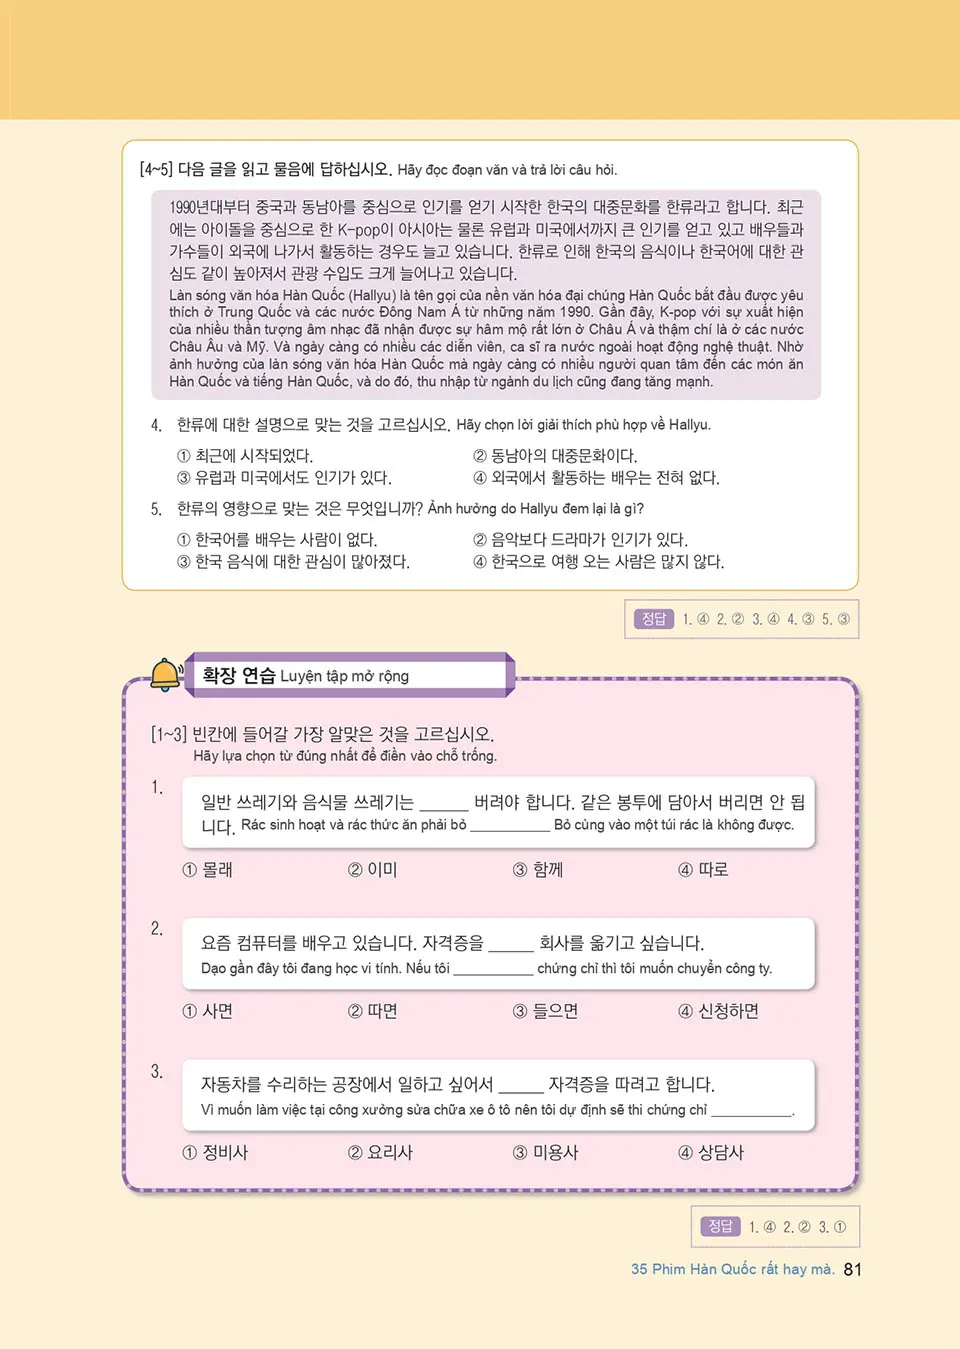 [4~5] 다음 글을 읽고 물음에 답하십시오. Hãy đọc đoạn văn và trả lời câu hỏi.
1990년대부터 중국과 동남아를 중심으로 인기를 얻기 시작한 한국의 대중문화를 한류라고 합니다. 최근
에는 아이돌을 중심으로 한 K-pop이 아시아는 물론 유럽과 미국에서까지 큰 인기를 얻고 있고 배우들과
가수들이 외국에 나가서 활동하는 경우도 늘고 있습니다. 한류로 인해 한국의 음식이나 한국어에 대한 관
심도 같이 높아져서 관광 수입도 크게 늘어나고 있습니다.
Làn sóng văn hóa Hàn Quốc (Hallyu) là tên gọi của nền văn hóa đại chúng Hàn Quốc bắt đầu được yêu
thích ở Trung Quốc và các nước Đông Nam Á từ những năm 1990. Gần đây, K-pop với sự xuất hiện
của nhiều thần tượng âm nhạc đã nhận được sự hâm mộ rất lớn ở Châu Á và thậm chí là ở các nước
Châu Âu và Mỹ. Và ngày càng có nhiều các diễn viên, ca sĩ ra nước ngoài hoạt động nghệ thuật. Nhờ
ảnh hưởng của làn sóng văn hóa Hàn Quốc mà ngày càng có nhiều người quan tâm đến các món ăn
Hàn Quốc và tiếng Hàn Quốc, và do đó, thu nhập từ ngành du lịch cũng đang tăng mạnh.
4. 한류에 대한 설명으로 맞는 것을 고르십시오. Hãy chọn lời giải thích phù hợp về Hallyu.
① 최근에 시작되었다. ② 동남아의 대중문화이다.
③ 유럽과 미국에서도 인기가 있다. ④ 외국에서 활동하는 배우는 전혀 없다.
5. 한류의 영향으로 맞는 것은 무엇입니까? Ảnh hưởng do Hallyu đem lại là gì?
① 한국어를 배우는 사람이 없다. ② 음악보다 드라마가 인기가 있다.
③ 한국 음식에 대한 관심이 많아졌다. ④ 한국으로 여행 오는 사람은 많지 않다.
정답 1. ④ 2. ② 3. ④ 4. ③ 5. ③
확장 연습 Luyện tập mở rộng
[1~3] 빈칸에 들어갈 가장 알맞은 것을 고르십시오.
Hãy lựa chọn từ đúng nhất để điền vào chỗ trống.
1. 일반 쓰레기와 음식물 쓰레기는 _____ 버려야 합니다. 같은 봉투에 담아서 버리면 안 됩
니다. Rác sinh hoạt và rác thức ăn phải bỏ __________ Bỏ cùng vào một túi rác là không được.
① 몰래 ② 이미 ③ 함께 ④ 따로
2. 요즘 컴퓨터를 배우고 있습니다. 자격증을 _____ 회사를 옮기고 싶습니다.
Dạo gần đây tôi đang học vi tính. Nếu tôi __________ chứng chỉ thì tôi muốn chuyển công ty.
① 사면 ② 따면 ③ 들으면 ④ 신청하면
3. 자동차를 수리하는 공장에서 일하고 싶어서 _____ 자격증을 따려고 합니다.
Vì muốn làm việc tại công xưởng sửa chữa xe ô tô nên tôi dự định sẽ thi chứng chỉ __________.
① 정비사 ② 요리사 ③ 미용사 ④ 상담사
정답 1. ④ 2. ② 3. ①
35 Phim Hàn Quốc rất hay mà. 81